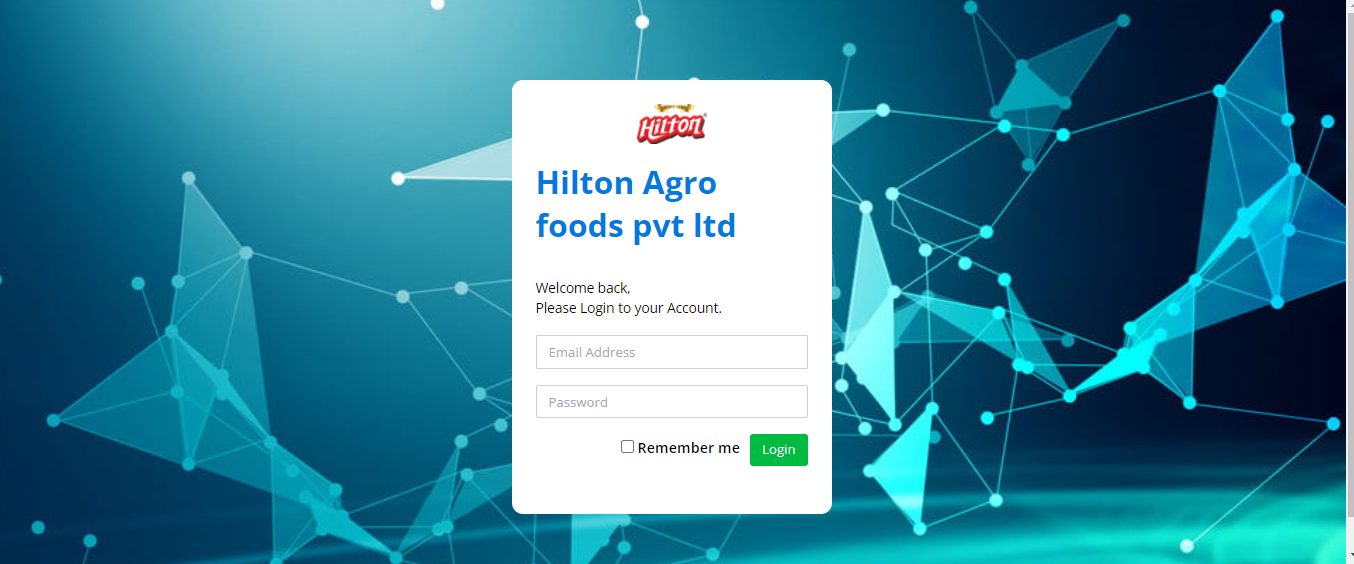 Hilton
Hilton Agro
foods pvt ltd
Welcome back,
Please Login to your Account.
Email Address
Password
Remember me
Login